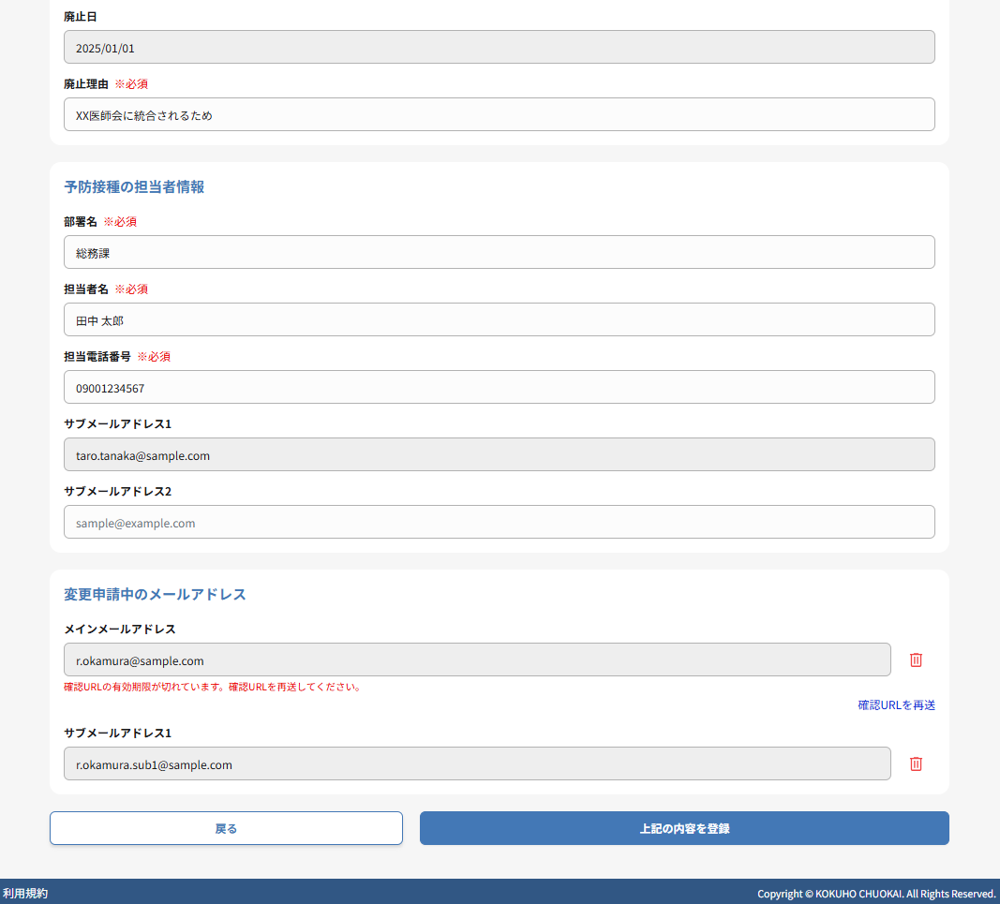 廃止日
2025/01/01
廃止理由 ※必須
XX医師会に統合されるため
予防接種の担当者情報
部署名 ※必須
総務課
担当者名 ※必須
田中 太郎
担当電話番号 ※必須
09001234567
サブメールアドレス1
taro.tanaka@sample.com
サブメールアドレス2
sample@example.com
変更申請中のメールアドレス
メインメールアドレス
r.okamura@sample.com
確認URLの有効期限が切れています。確認URLを再送してください。
確認URLを再送
サブメールアドレス1
r.okamura.sub1@sample.com
戻る
上記の内容を登録
利用規約
Copyright © KOKUHO CHUOKAI. All Rights Reserved.